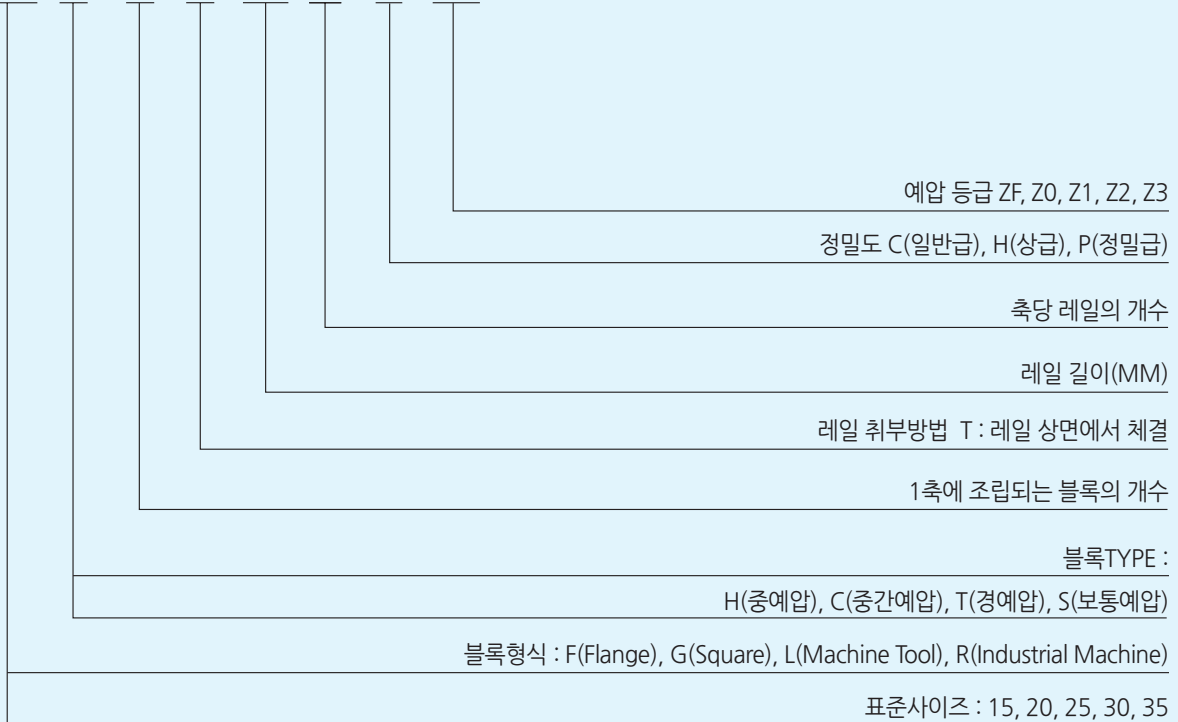 예압 등급 ZF, Z0, Z1, Z2, Z3
정밀도 C(일반급), H(상급), P(정밀급)
축당 레일의 개수
레일 길이(MM)
레일 취부방법 T : 레일 상면에서 체결
1축에 조립되는 블록의 개수
블록TYPE :
H(중예압), C(중간예압), T(경예압), S(보통예압)
블록형식 : F(Flange), G(Square), L(Machine Tool), R(Industrial Machine)
표준사이즈 : 15, 20, 25, 30, 35